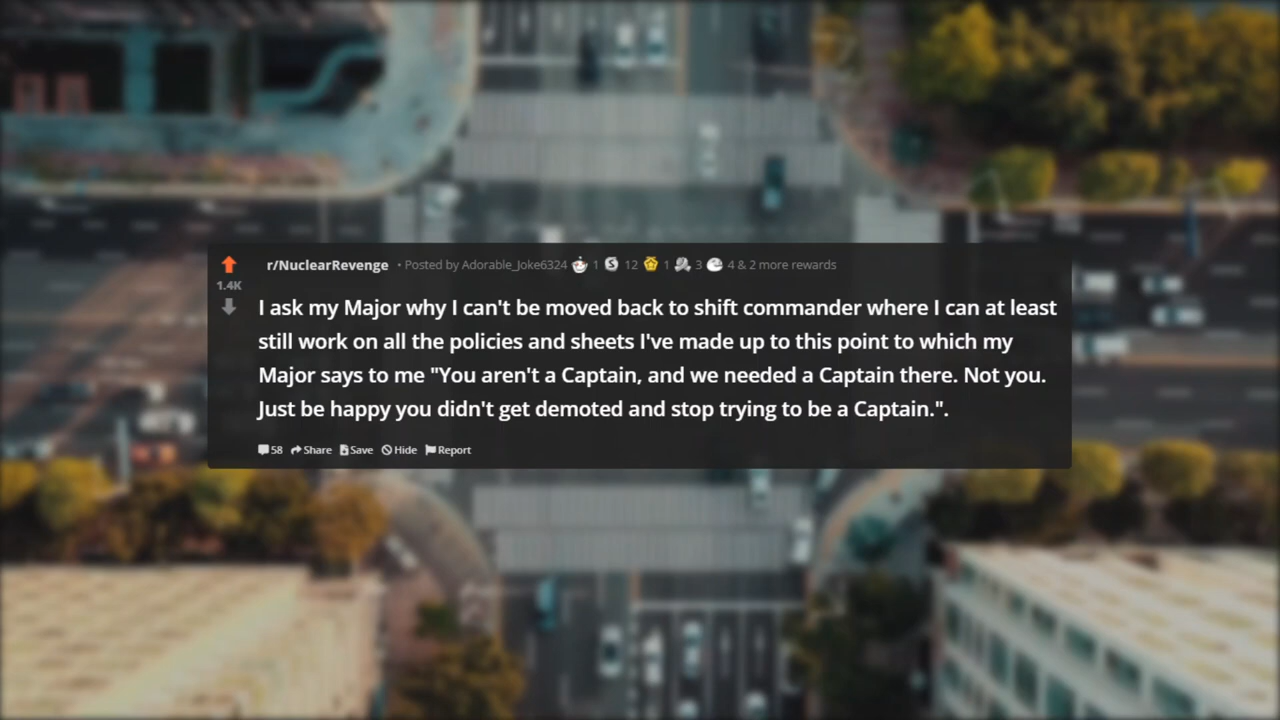 r/NuclearRevenge • Posted by Adorable_Joke6324 1 12 1 3 4 & 2 more rewards
1.4K
I ask my Major why I can't be moved back to shift commander where I can at least
still work on all the policies and sheets I've made up to this point to which my
Major says to me "You aren't a Captain, and we needed a Captain there. Not you.
Just be happy you didn't get demoted and stop trying to be a Captain.".
58 Share Save Hide Report